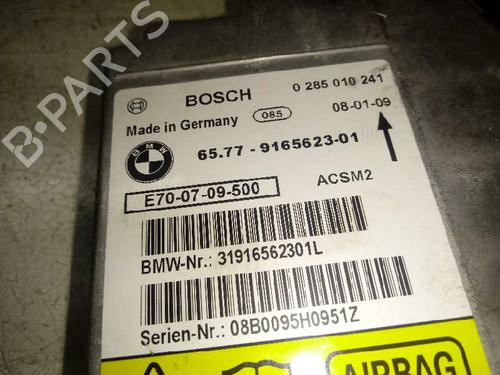 B-PARTS
BOSCH 0 285 010 241
Made in Germany 085 08-01-09
BMW 65.77 - 9165623-01
E70-07-09-500 ACSM2
BMW-Nr.: 31916562301L
Serien-Nr.: 08B0095H0951Z
AIRBAG